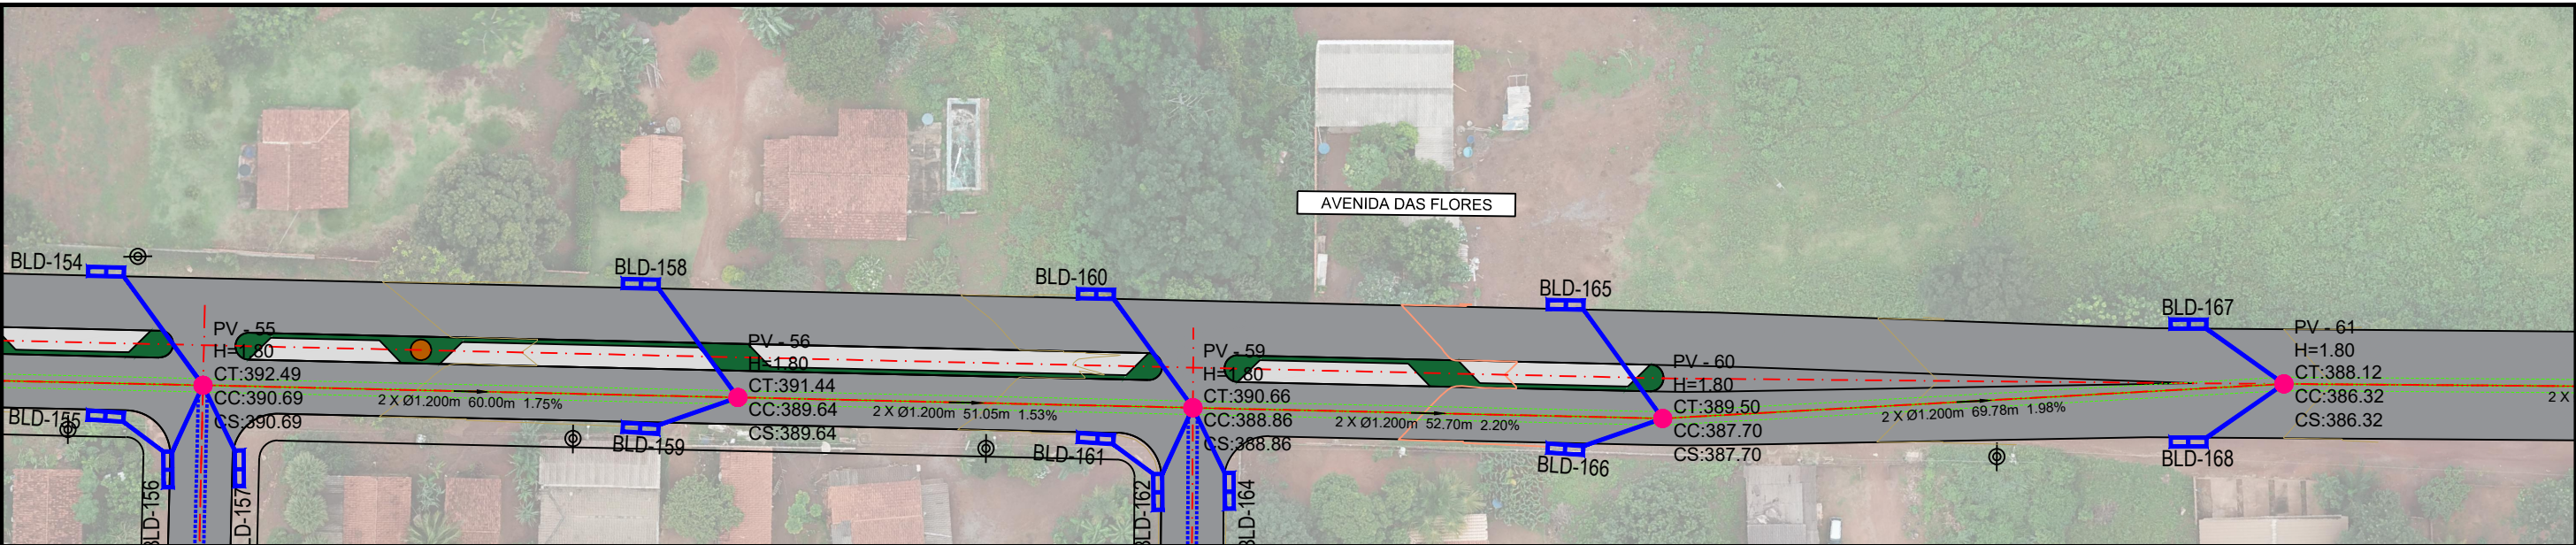 AVENIDA DAS FLORES
BLD-154
BLD-158
BLD-160
BLD-165
BLD-167
PV - 55
H=1.80
CT:392.49
CC:390.69
CS:390.69
PV - 56
H=1.80
CT:391.44
CC:389.64
CS:389.64
PV - 59
H=1.80
CT:390.66
CC:388.86
CS:388.86
PV - 60
H=1.80
CT:389.50
CC:387.70
CS:387.70
PV - 61
H=1.80
CT:388.12
CC:386.32
CS:386.32
2 X Ø1.200m 60.00m 1.75%
2 X Ø1.200m 51.05m 1.53%
2 X Ø1.200m 52.70m 2.20%
2 X Ø1.200m 69.78m 1.98%
2 X
BLD-155
BLD-159
BLD-161
BLD-166
BLD-168
BLD-156
BLD-157
BLD-162
BLD-164